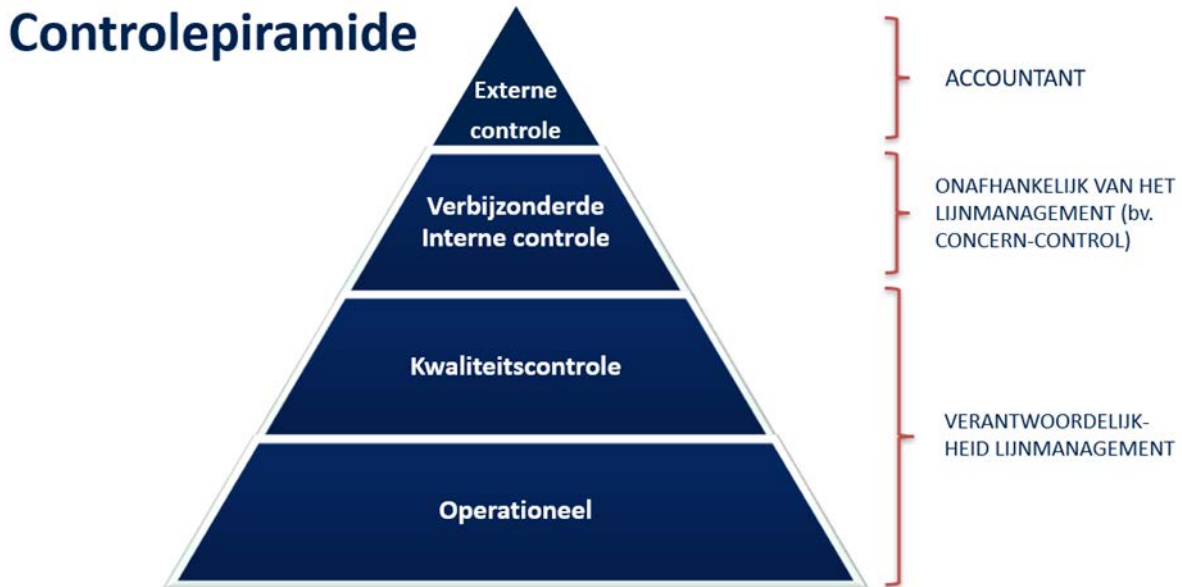 Controlepiramide
Externe
controle
ACCOUNTANT
Verbijzonderde
Interne controle
ONAFHANKELIJK VAN HET
LIJNMANAGEMENT (bv.
CONCERN-CONTROL)
Kwaliteitscontrole
Operationeel
VERANTWOORDELIJK-
HEID LIJNMANAGEMENT